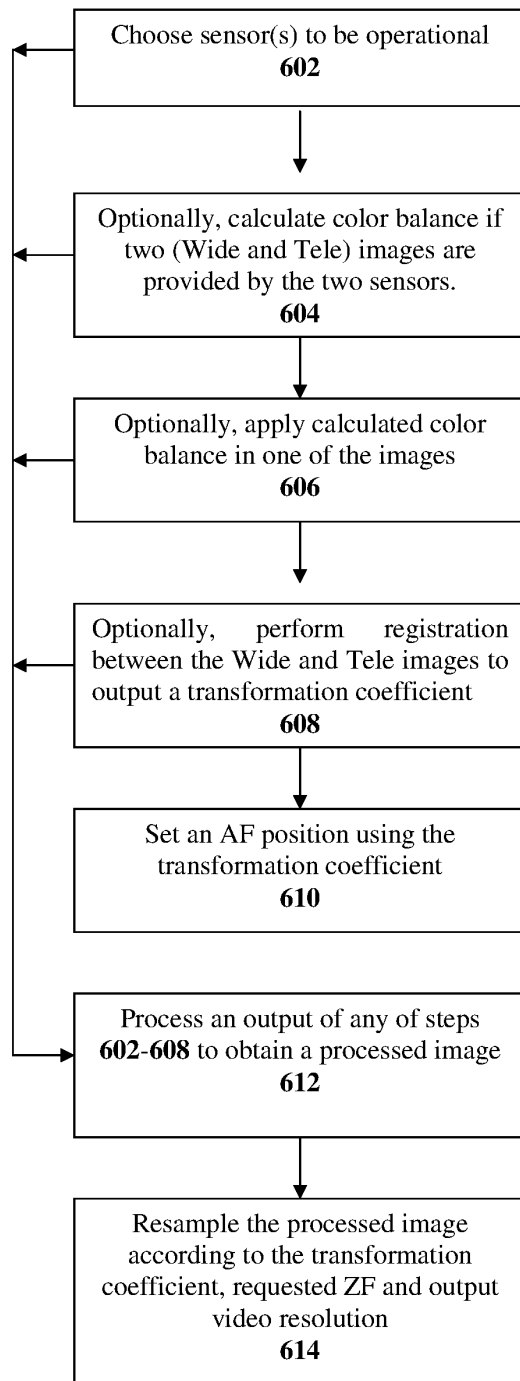 Choose sensor(s) to be operational
602
Optionally, calculate color balance if
two (Wide and Tele) images are
provided by the two sensors.
604
Optionally, apply calculated color
balance in one of the images
606
Optionally, perform registration
between the Wide and Tele images to
output a transformation coefficient
608
Set an AF position using the
transformation coefficient
610
Process an output of any of steps
602-608 to obtain a processed image
612
Resample the processed image
according to the transformation
coefficient, requested ZF and output
video resolution
614